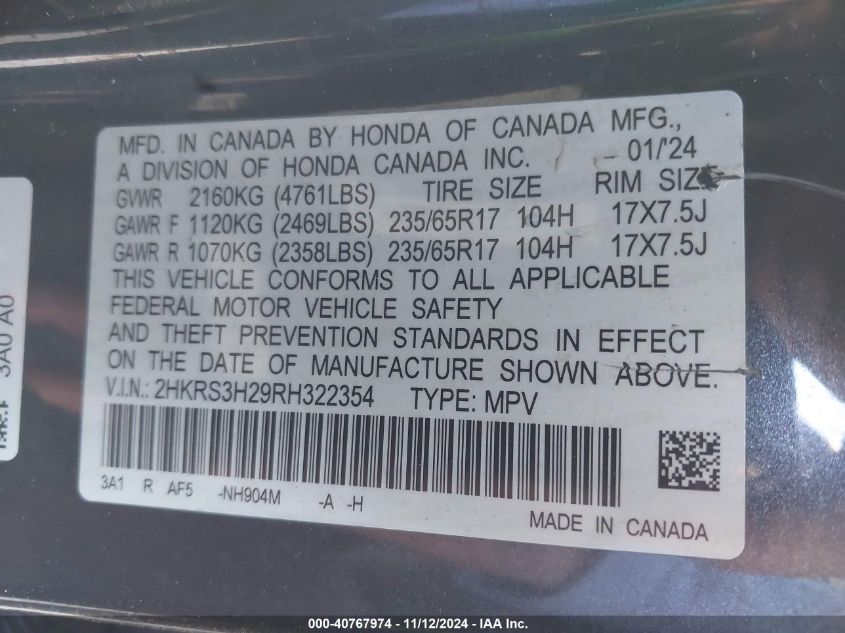 MFD. IN CANADA BY HONDA OF CANADA MFG.,
A DIVISION OF HONDA CANADA INC. 01/'24
GVWR 2160KG (4761LBS) TIRE SIZE RIM SIZE
GAWR F 1120KG (2469LBS) 235/65R17 104H 17X7.5J
GAWR R 1070KG (2358LBS) 235/65R17 104H 17X7.5J
THIS VEHICLE CONFORMS TO ALL APPLICABLE
FEDERAL MOTOR VEHICLE SAFETY
AND THEFT PREVENTION STANDARDS IN EFFECT
ON THE DATE OF MANUFACTURE SHOWN ABOVE.
V.I.N.: 2HKRS3H29RH322354 TYPE: MPV
3A1 R AF5 -NH904M -A -H
MADE IN CANADA
3A0 A0
000-40767974 - 11/12/2024 - IAA Inc.